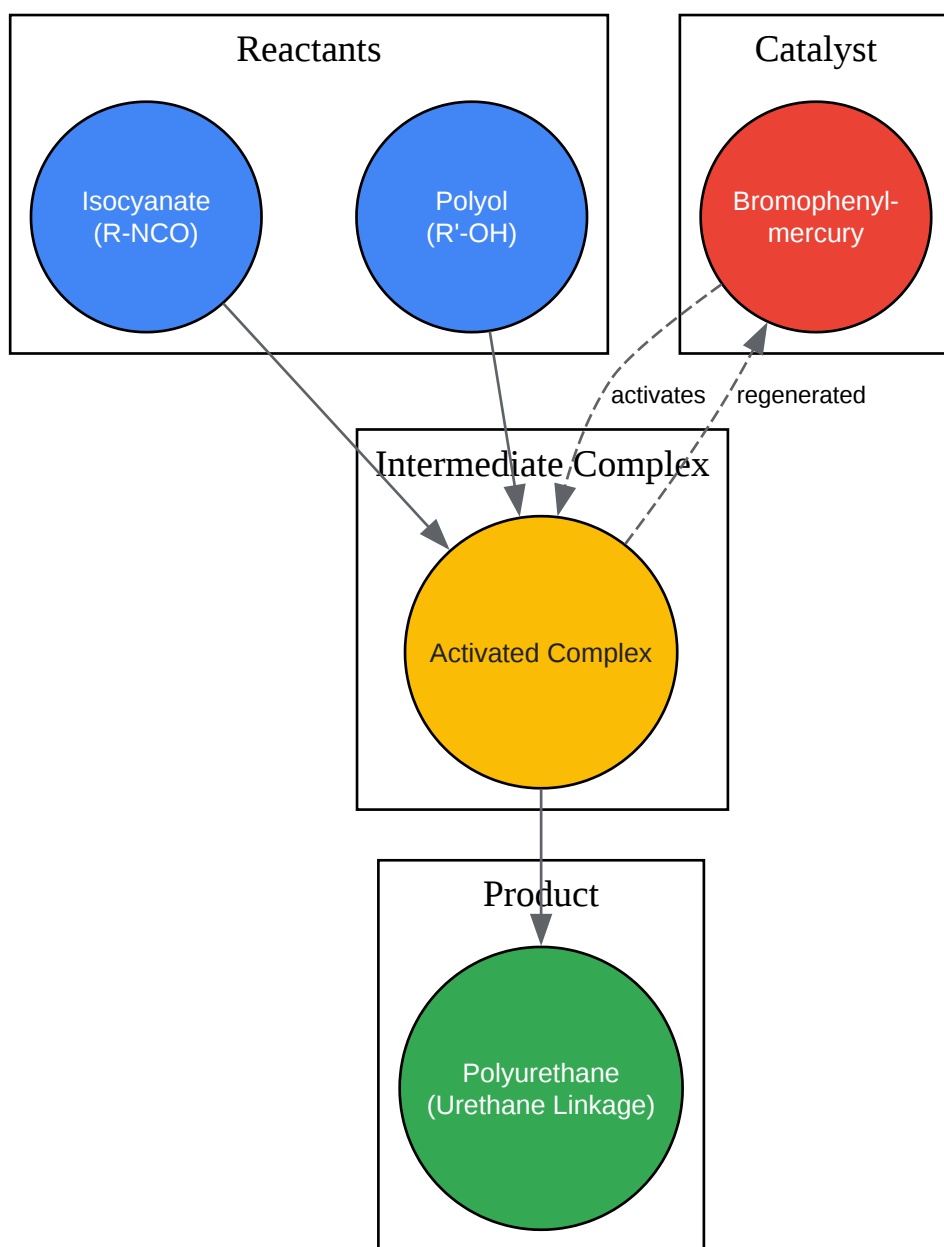 Reactants
Catalyst
Isocyanate
(R-NCO)
Polyol
(R'-OH)
Bromophenyl-
mercury
activates
regenerated
Intermediate Complex
Activated Complex
Product
Polyurethane
(Urethane Linkage)